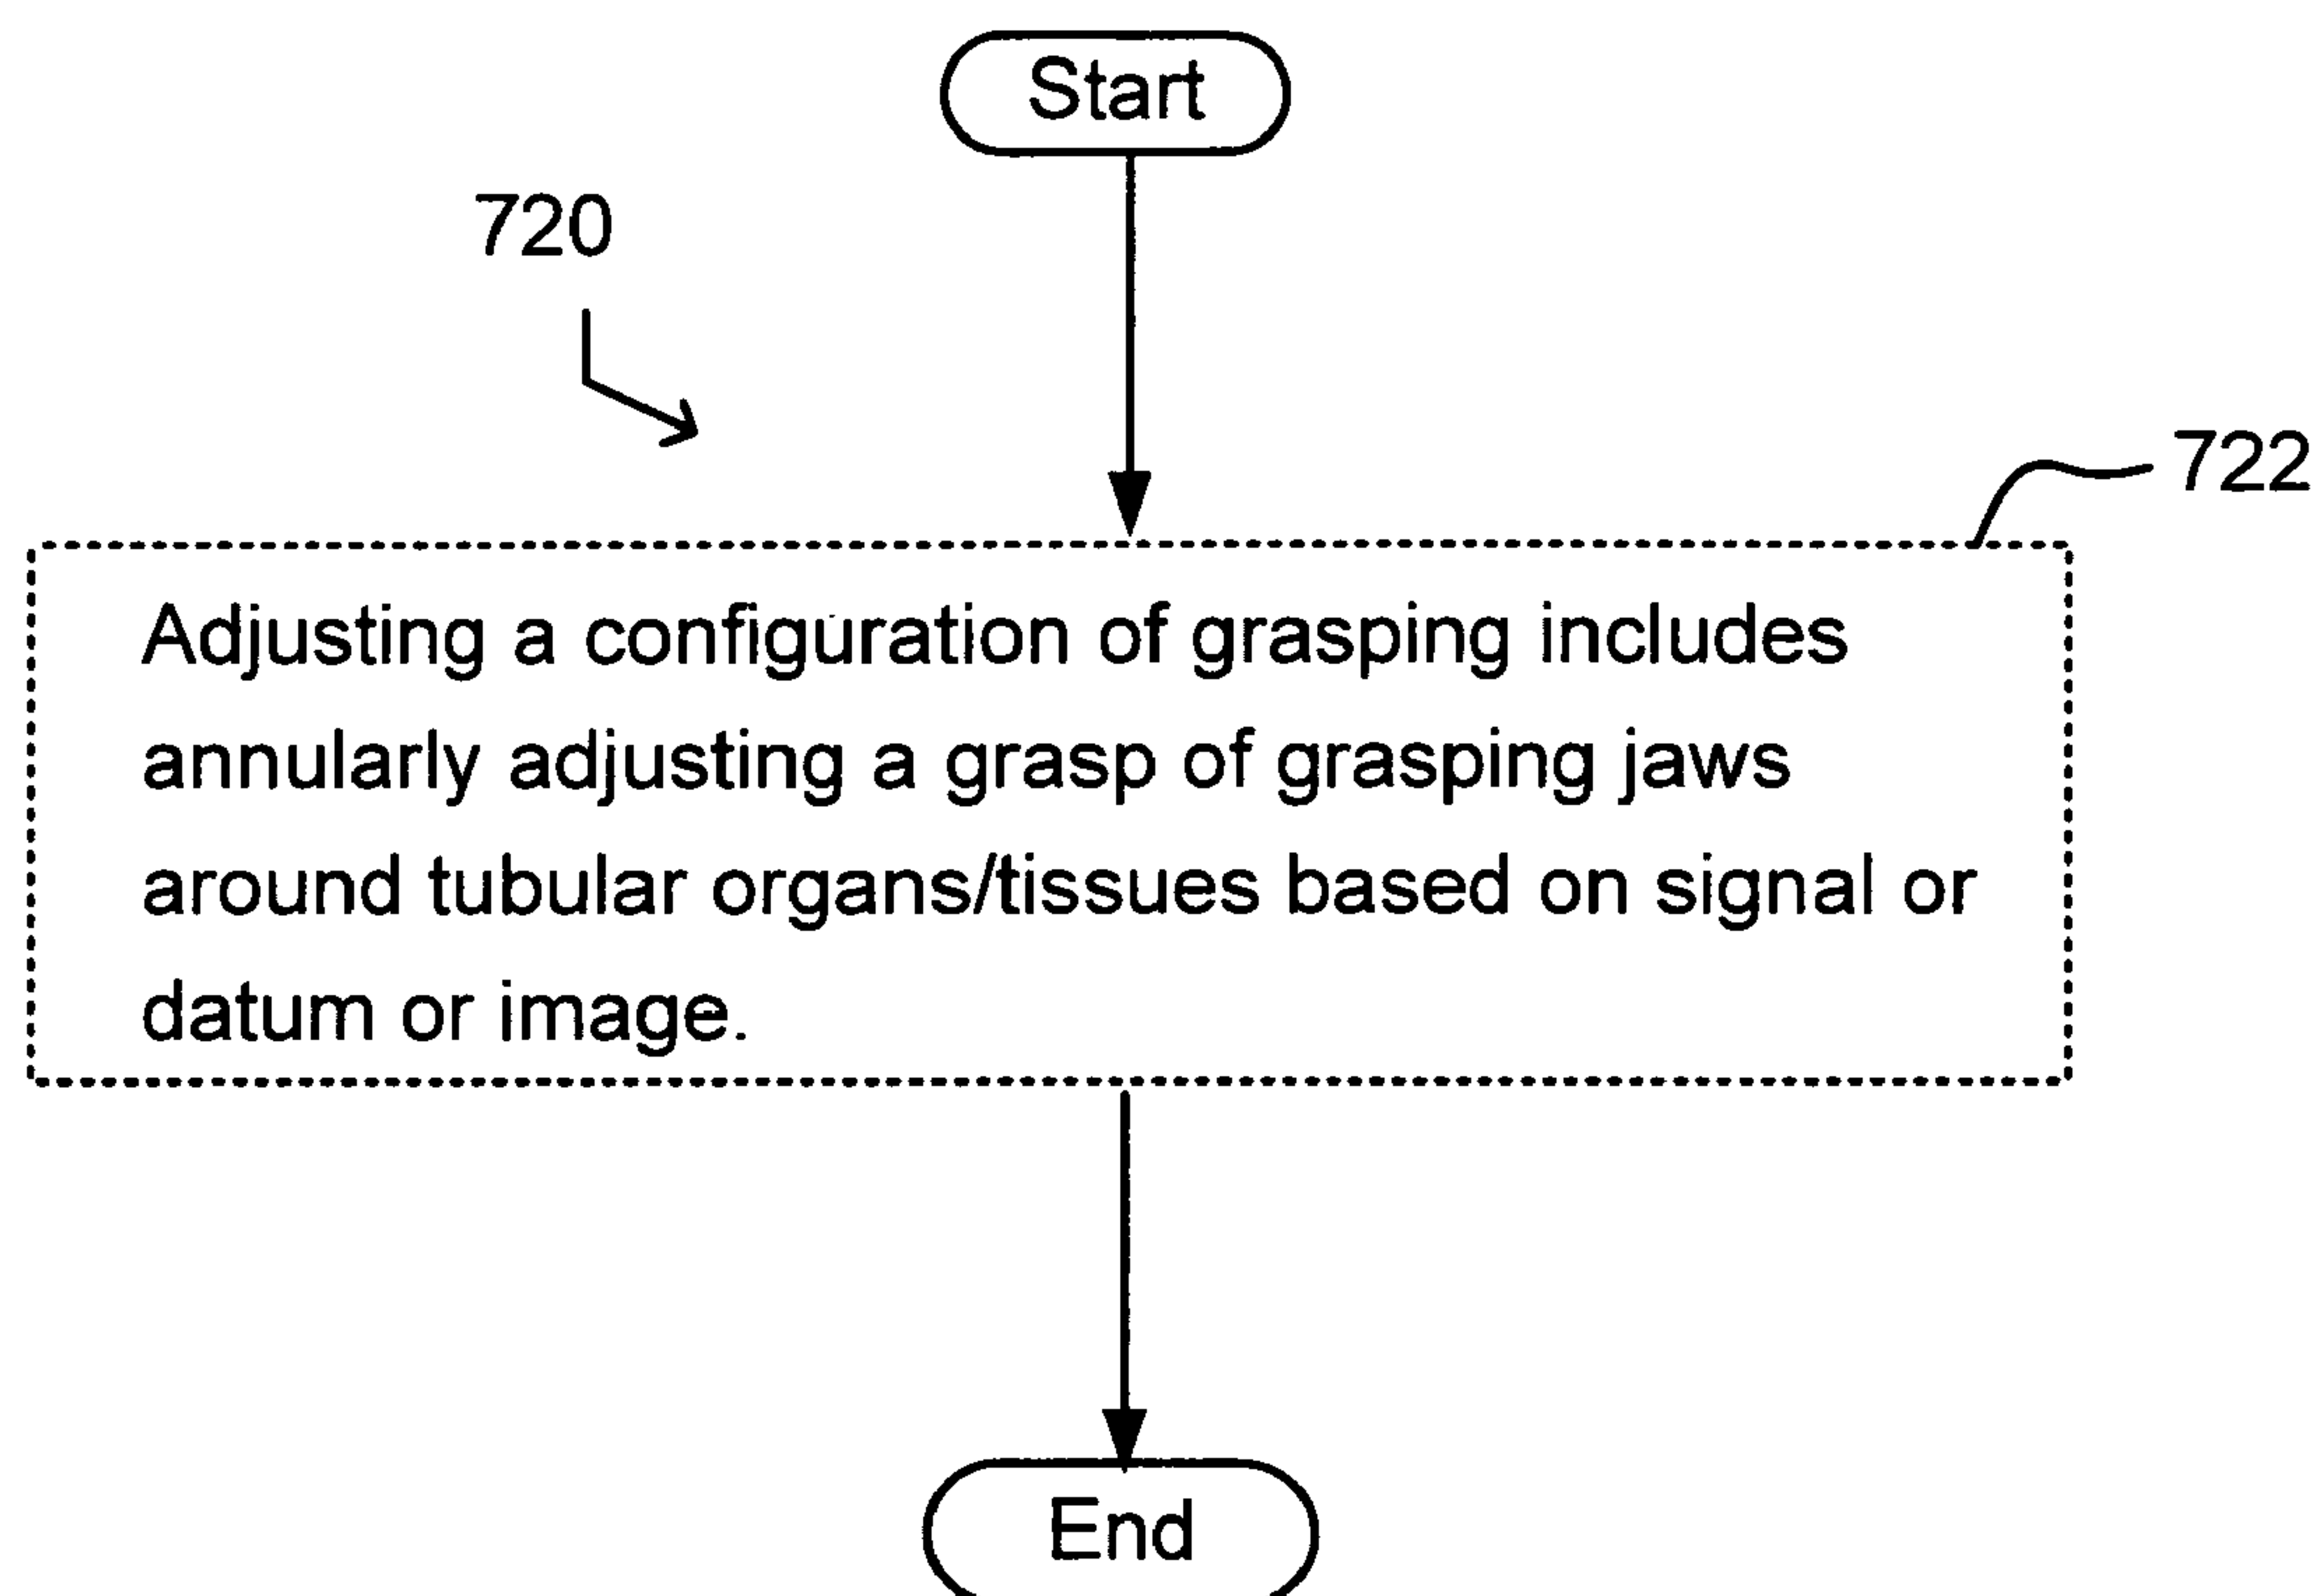 Start
720
722
Adjusting a configuration of grasping includes
annularly adjusting a grasp of grasping jaws
around tubular organs/tissues based on signal or
datum or image.
End